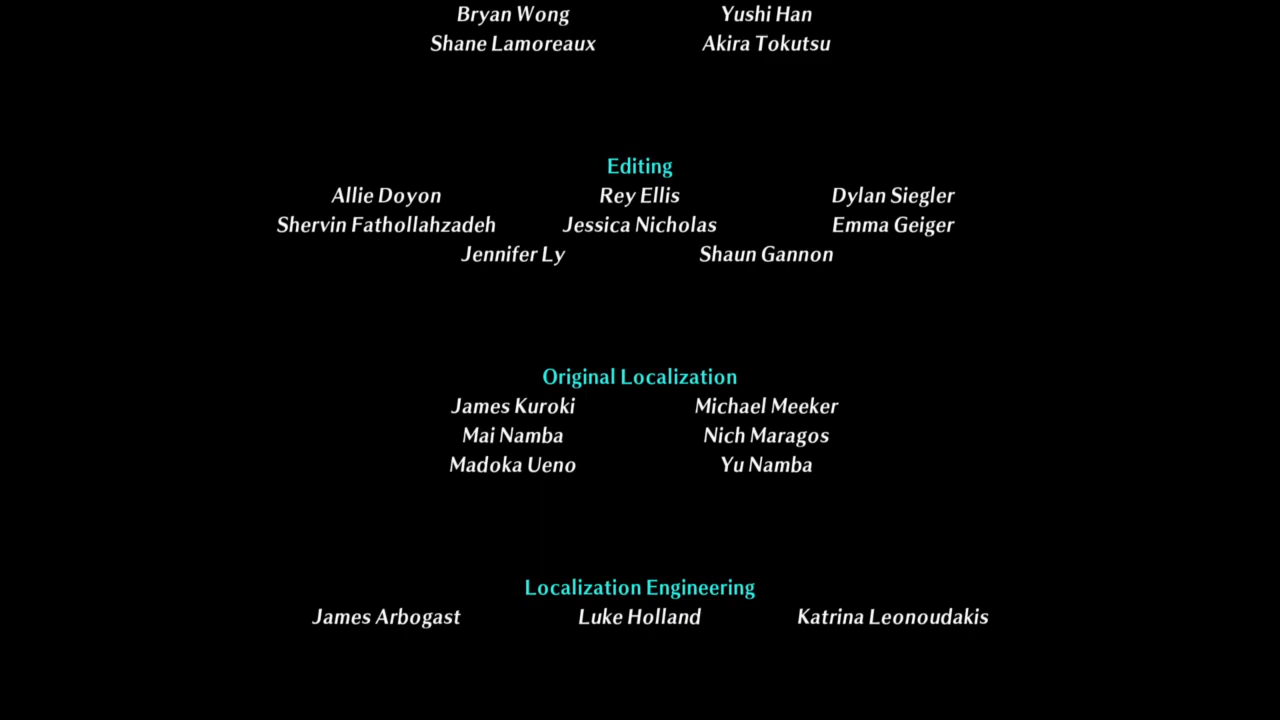 Bryan Wong Yushi Han
Shane Lamoreaux Akira Tokutsu
Editing
Allie Doyon Rey Ellis Dylan Siegler
Shervin Fathollahzadeh Jessica Nicholas Emma Geiger
Jennifer Ly Shaun Gannon
Original Localization
James Kuroki Michael Meeker
Mai Namba Nich Maragos
Madoka Ueno Yu Namba
Localization Engineering
James Arbogast Luke Holland Katrina Leonoudakis